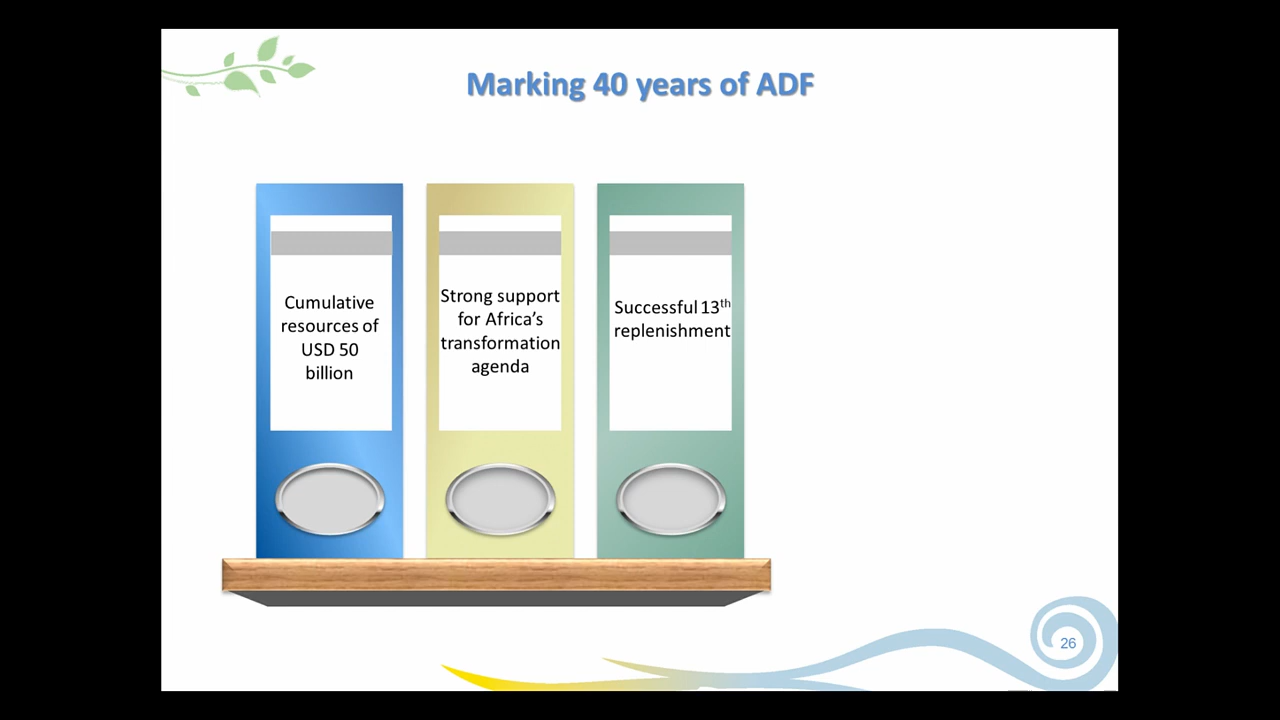 Marking 40 years of ADF
Cumulative
resources of
USD 50
billion
Strong support
for Africa’s
transformation
agenda
Successful 13th
replenishment
26